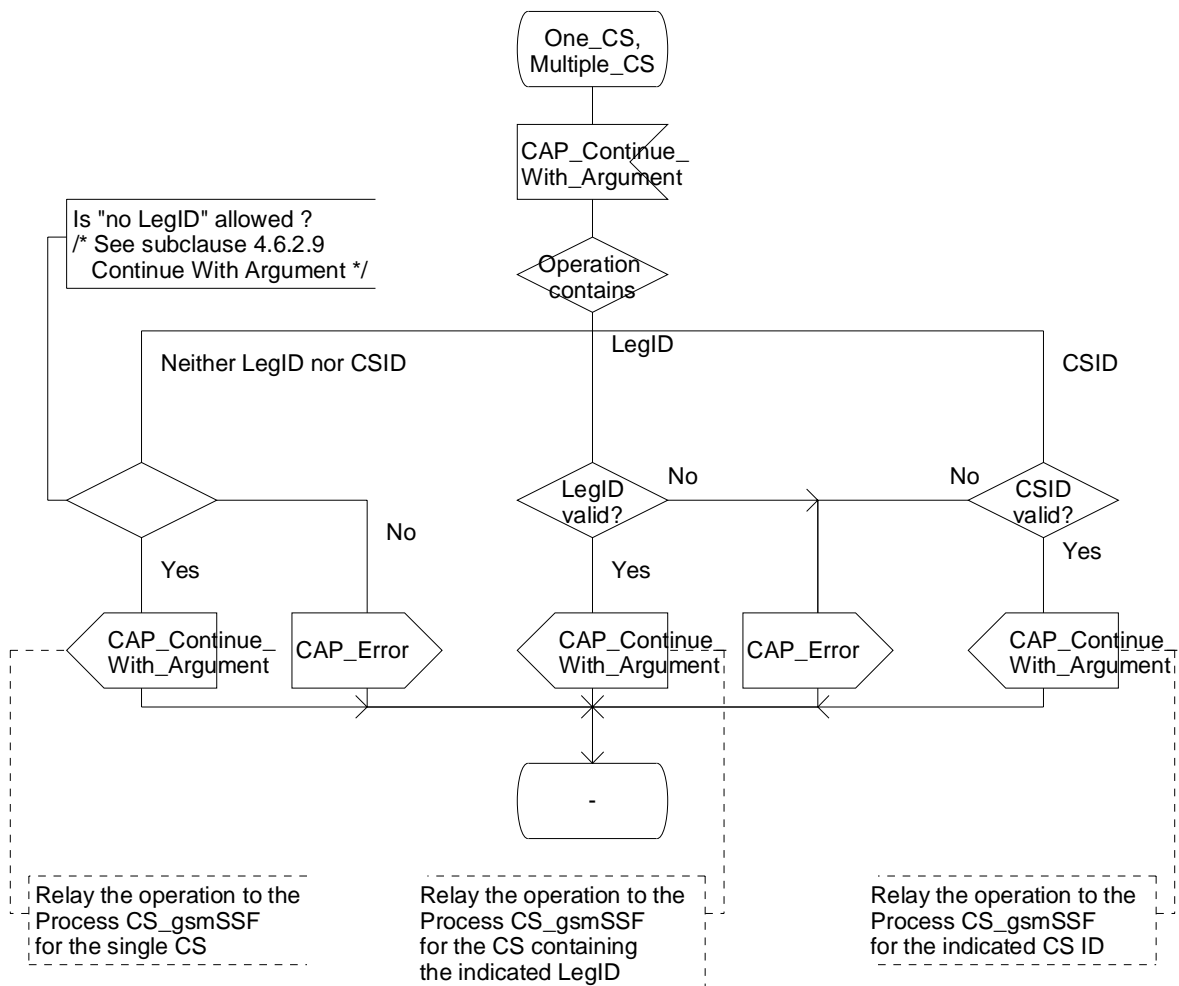 One_CS,
Multiple_CS
CAP_Continue_
With_Argument
Is "no LegID" allowed ?
/* See subclause 4.6.2.9
Continue With Argument */
Operation
contains
Neither LegID nor CSID
LegID
CSID
No
LegID
valid?
No
No
CSID
valid?
Yes
Yes
Yes
CAP_Continue_
With_Argument
CAP_Error
CAP_Continue_
With_Argument
CAP_Error
CAP_Continue_
With_Argument
-
Relay the operation to the
Process CS_gsmSSF
for the single CS
Relay the operation to the
Process CS_gsmSSF
for the CS containing
the indicated LegID
Relay the operation to the
Process CS_gsmSSF
for the indicated CS ID